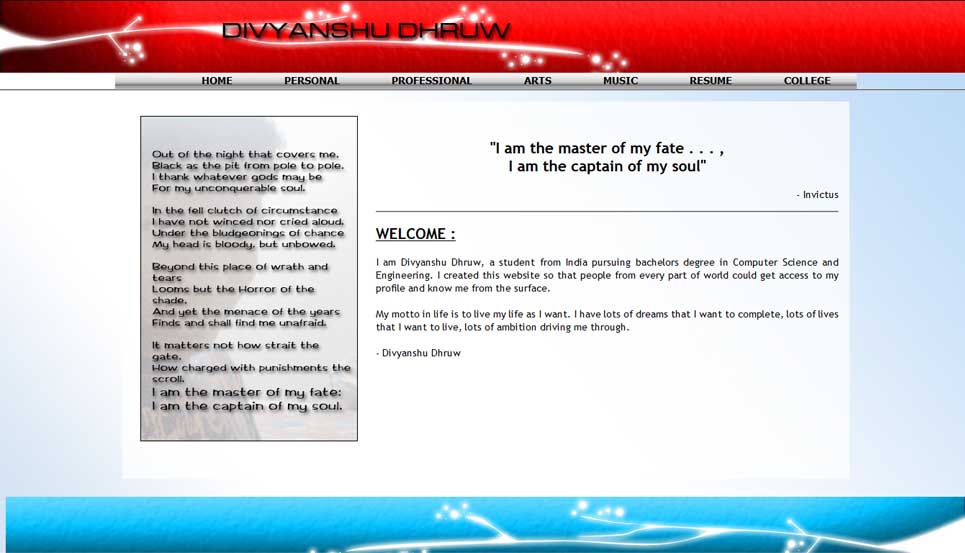 DIVYANSHU DHRUW
HOME PERSONAL PROFESSIONAL ARTS MUSIC RESUME COLLEGE
Out of the night that covers me,
Black as the pit from pole to pole,
I thank whatever gods may be
For my unconquerable soul.
In the fell clutch of circumstance
I have not winced nor cried aloud.
Under the bludgeonings of chance
My head is bloody, but unbowed.
Beyond this place of wrath and
tears
Looms but the Horror of the
shade,
And yet the menace of the years
Finds and shall find me unafraid.
It matters not how strait the
gate,
How charged with punishments the
scroll.
I am the master of my fate:
I am the captain of my soul.
"I am the master of my fate . . . ,
I am the captain of my soul"
- Invictus
WELCOME :
I am Divyanshu Dhruw, a student from India pursuing bachelors degree in Computer Science and
Engineering. I created this website so that people from every part of world could get access to my
profile and know me from the surface.
My motto in life is to live my life as I want. I have lots of dreams that I want to complete, lots of lives
that I want to live, lots of ambition driving me through.
- Divyanshu Dhruw